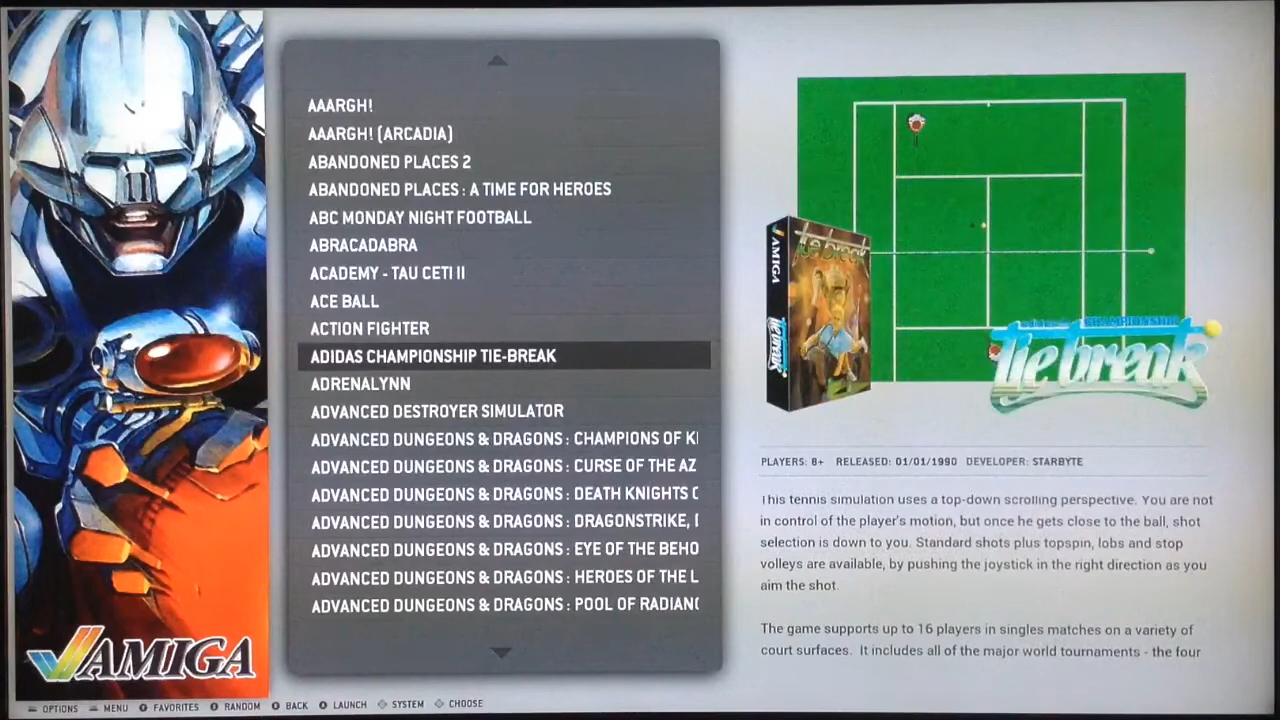 AAARGH!
AAARGH! (ARCADIA)
ABANDONED PLACES 2
ABANDONED PLACES : A TIME FOR HEROES
ABC MONDAY NIGHT FOOTBALL
ABRACADABRA
ACADEMY - TAU CETI II
ACE BALL
ACTION FIGHTER
ADIDAS CHAMPIONSHIP TIE-BREAK
ADRENALYNN
ADVANCED DESTROYER SIMULATOR
ADVANCED DUNGEONS & DRAGONS : CHAMPIONS OF K
ADVANCED DUNGEONS & DRAGONS : CURSE OF THE AZ
ADVANCED DUNGEONS & DRAGONS : DEATH KNIGHTS
ADVANCED DUNGEONS & DRAGONS : DRAGONSTRIKE,
ADVANCED DUNGEONS & DRAGONS : EYE OF THE BEHO
ADVANCED DUNGEONS & DRAGONS : HEROES OF THE L
ADVANCED DUNGEONS & DRAGONS : POOL OF RADIAN
AMIGA
tie break
tie break
CHAMPIONSHIP
tie break
PLAYERS: 8+ RELEASED: 01/01/1990 DEVELOPER: STARBYTE
This tennis simulation uses a top-down scrolling perspective. You are not
in control of the player's motion, but once he gets close to the ball, shot
selection is down to you. Standard shots plus topspin, lobs and stop
volleys are available, by pushing the joystick in the right direction as you
aim the shot.
The game supports up to 16 players in singles matches on a variety of
court surfaces. It includes all of the major world tournaments - the four
AMIGA
OPTIONS MENU FAVORITES RANDOM BACK LAUNCH SYSTEM CHOOSE